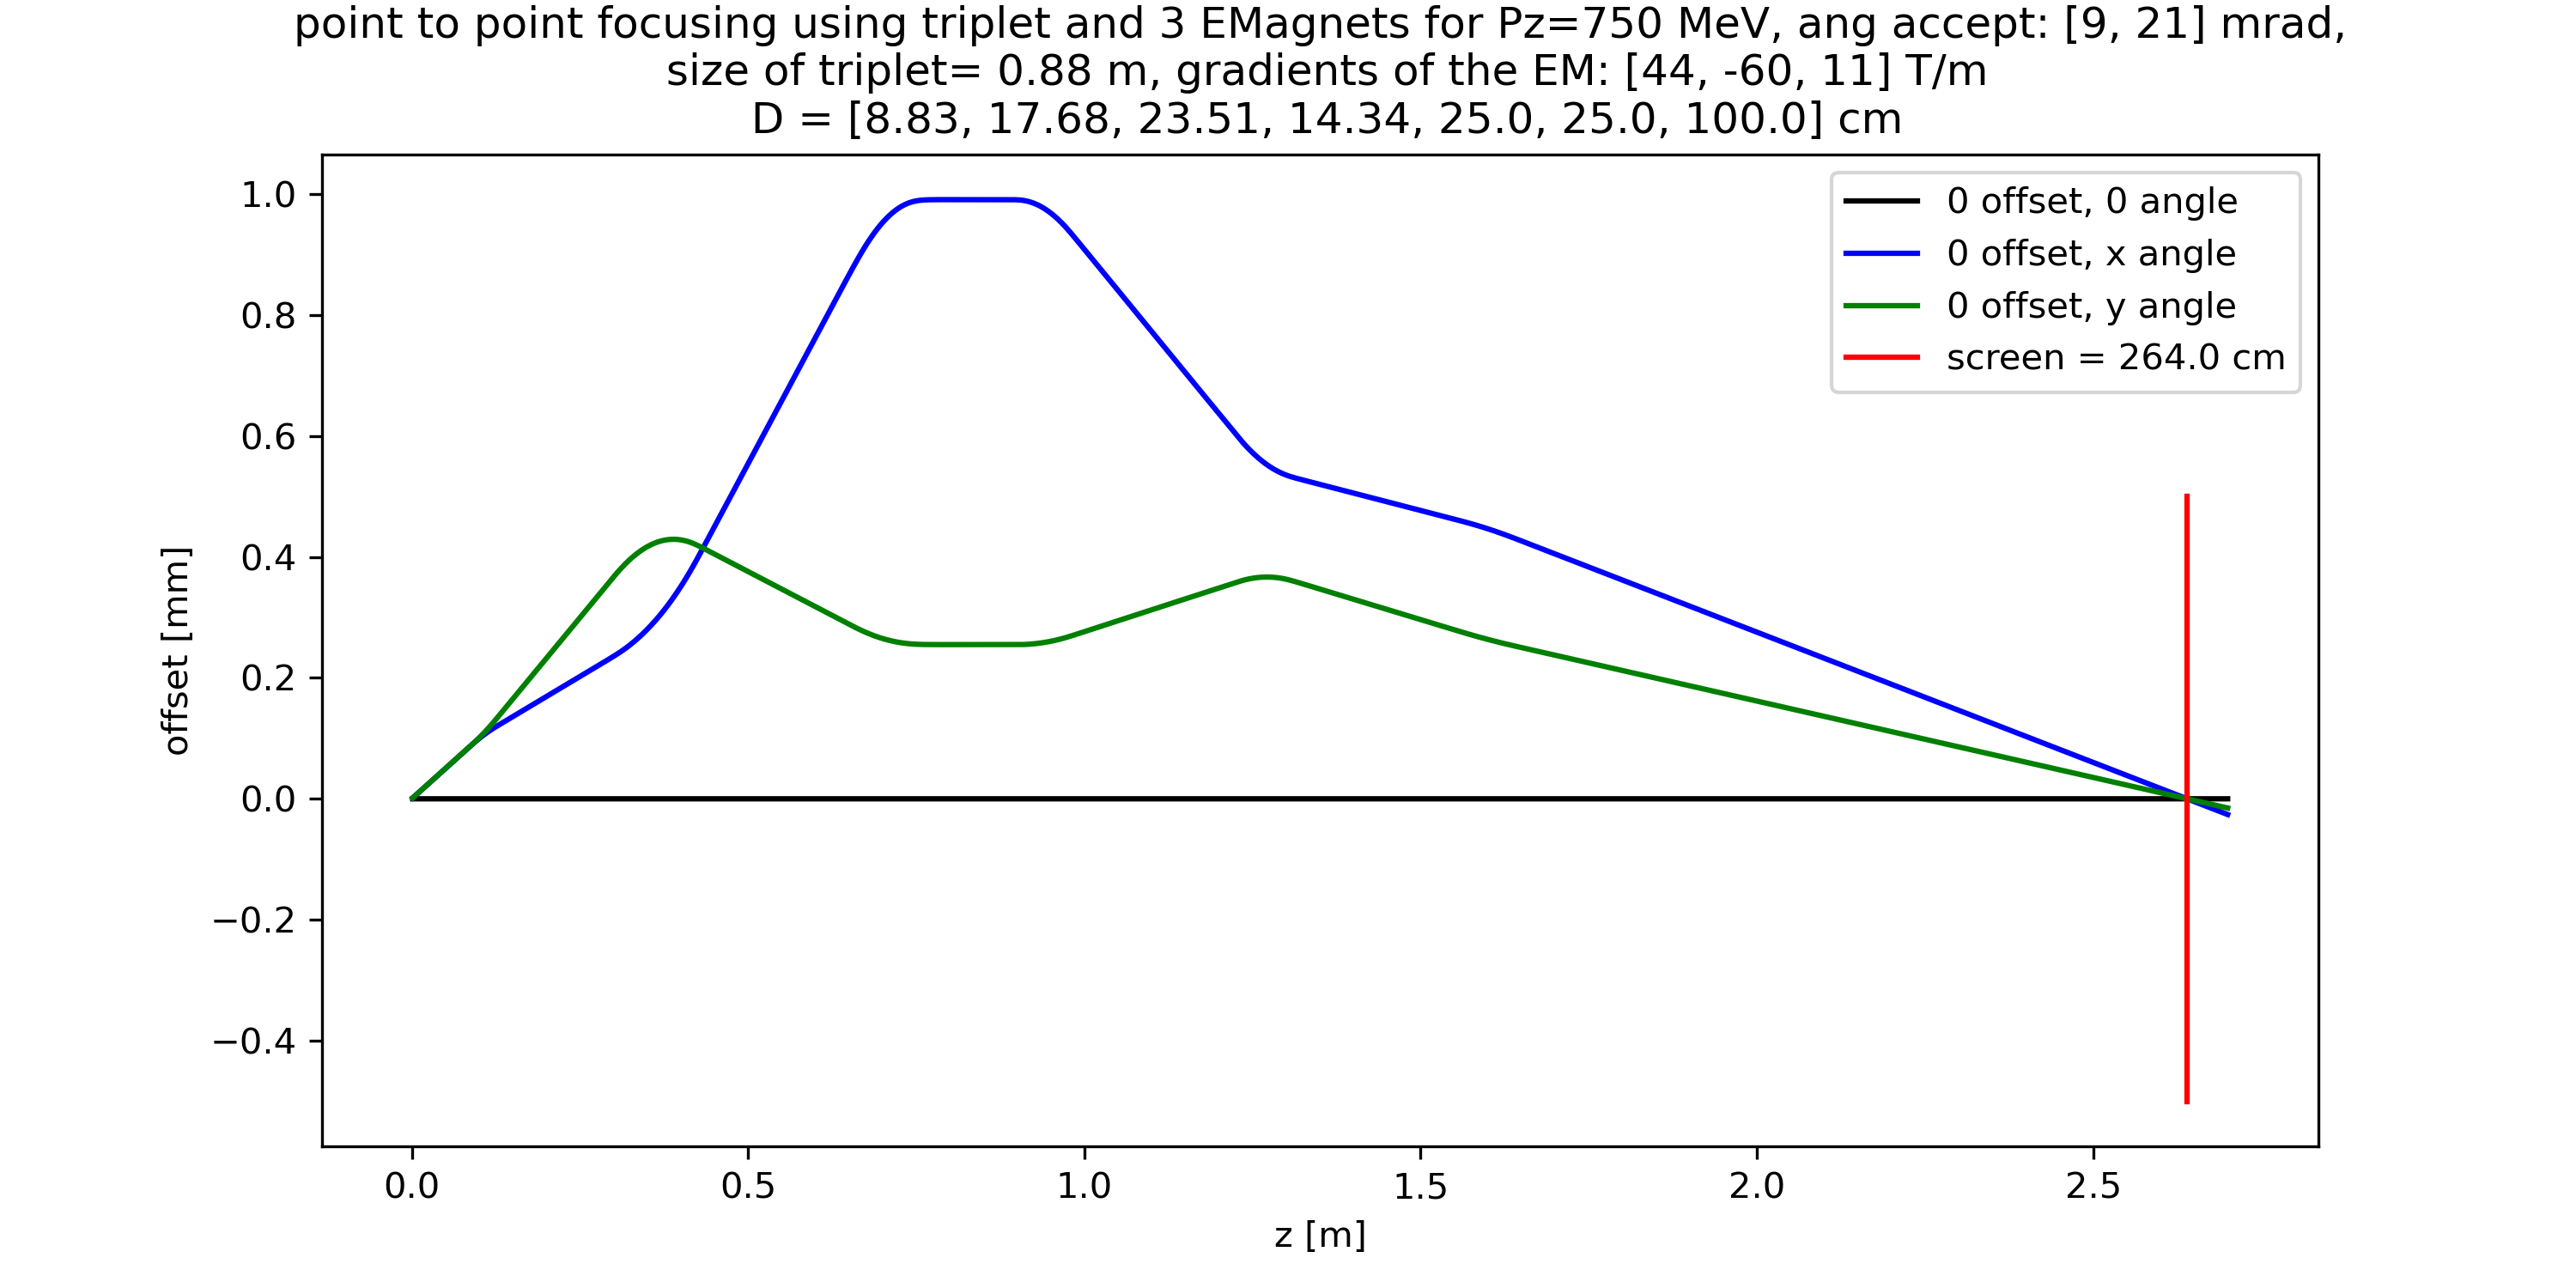 point to point focusing using triplet and 3 EMagnets for Pz=750 MeV, ang accept: [9, 21] mrad,
size of triplet= 0.88 m, gradients of the EM: [44, -60, 11] T/m
D = [8.83, 17.68, 23.51, 14.34, 25.0, 25.0, 100.0] cm
0 offset, 0 angle
0 offset, x angle
0 offset, y angle
screen = 264.0 cm
offset [mm]
1.0
0.8
0.6
0.4
0.2
0.0
−0.2
−0.4
0.0 0.5 1.0 1.5 2.0 2.5
z [m]